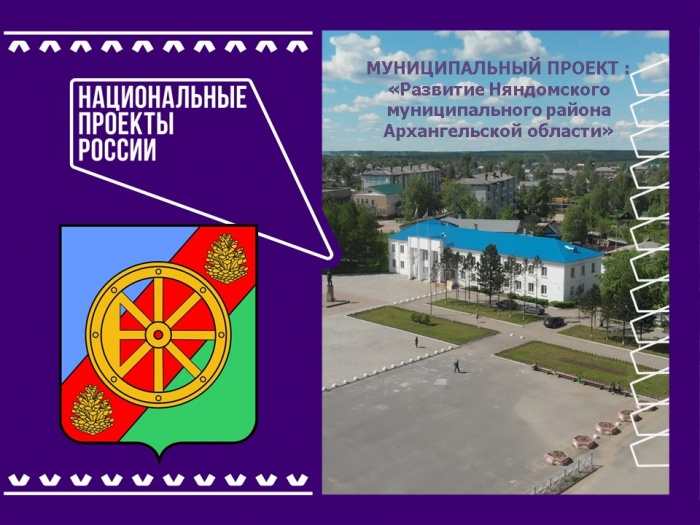 НАЦИОНАЛЬНЫЕ
ПРОЕКТЫ
РОССИИ
МУНИЦИПАЛЬНЫЙ ПРОЕКТ :
«Развитие Няндомского
муниципального района
Архангельской области»